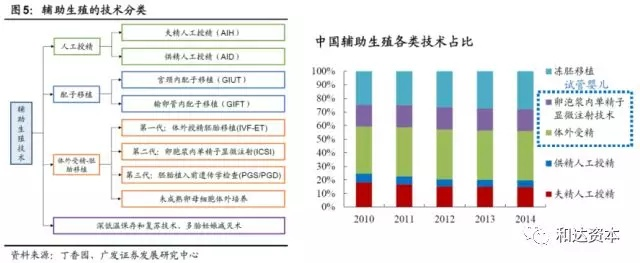 图5：辅助生殖的技术分类
辅助生殖技术
人工授精
夫精人工授精（AIH）
供精人工授精（AID）
配子移植
宫颈内配子移植（GIUT）
输卵管内配子移植（GIFT）
体外受精-胚胎移植
第一代：体外授精胚胎移植(IVF-ET)
第二代：卵胞浆内单精子显微注射(ICSI)
第三代：胚胎植入前遗传学检查(PGS/PGD)
未成熟卵母细胞体外培养
深低温保存和复苏技术、多胎妊娠减灭术
资料来源：丁香园、广发证券发展研究中心
中国辅助生殖各类技术占比
100%
90%
80%
70%
60%
50%
40%
30%
20%
10%
0%
2010 2011 2012 2013 2014
冻胚移植
试管婴儿
卵泡浆内单精子
显微注射技术
体外受精
供精人工授精
夫精人工授精
和达资本